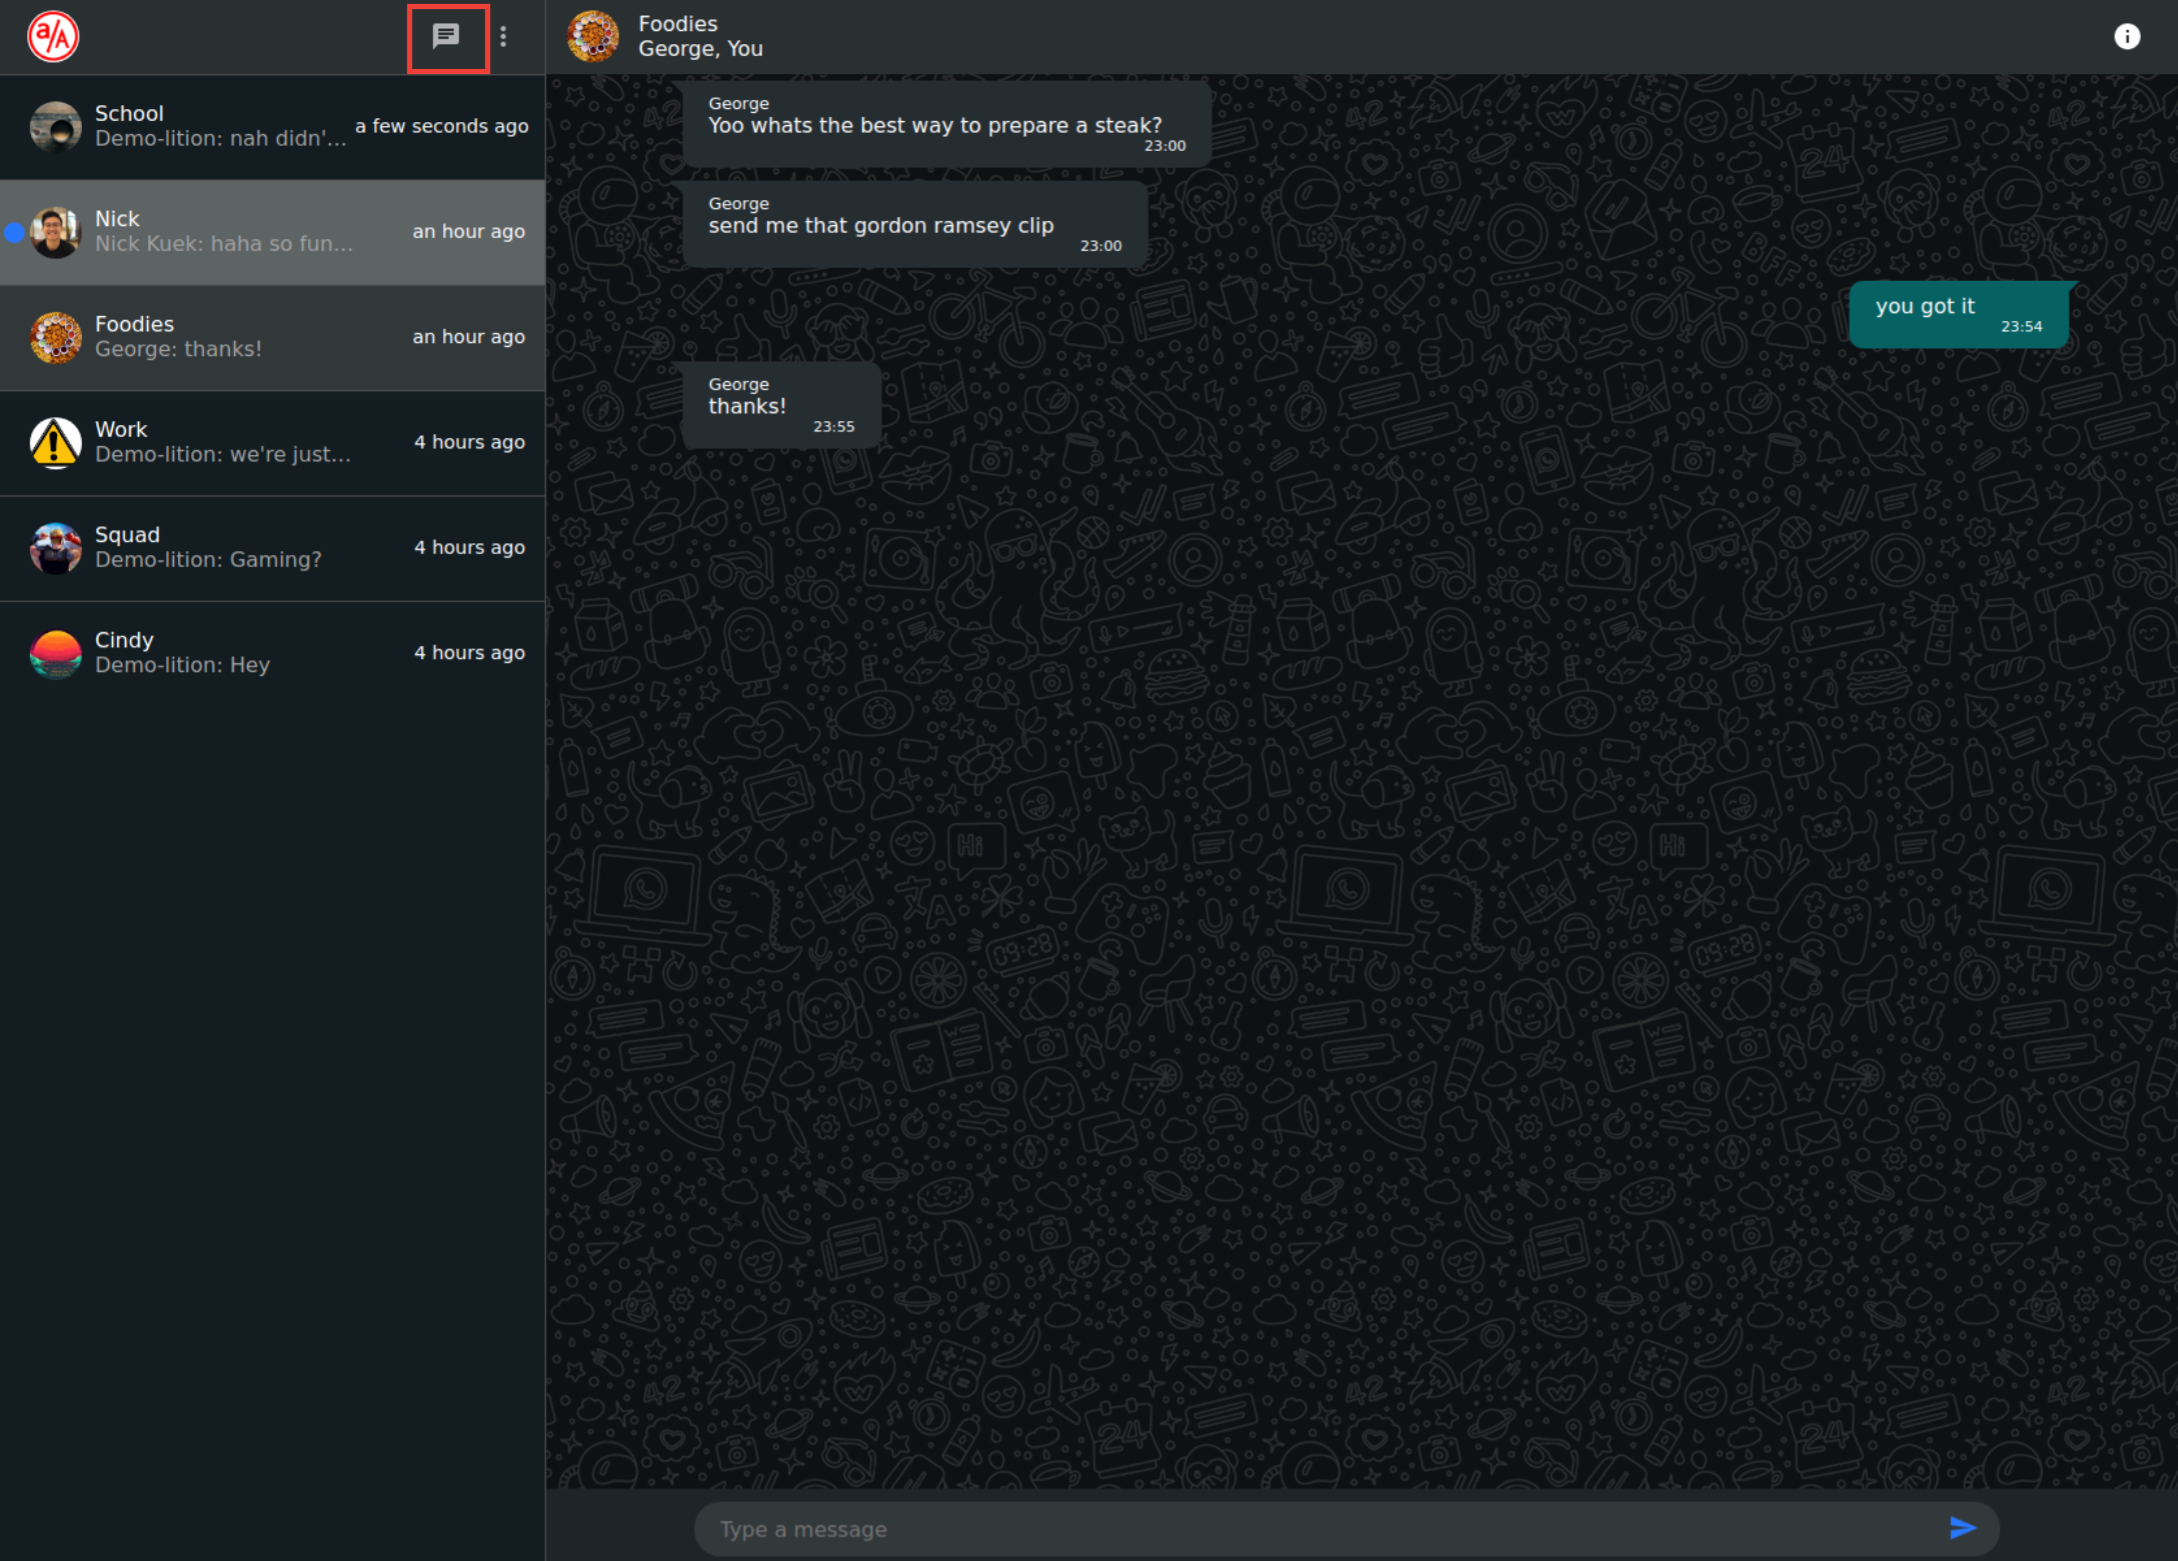 a/A
School
Demo-lition: nah didn'...
a few seconds ago
Nick
Nick Kuek: haha so fun...
an hour ago
Foodies
George: thanks!
an hour ago
Work
Demo-lition: we're just...
4 hours ago
Squad
Demo-lition: Gaming?
4 hours ago
Cindy
Demo-lition: Hey
4 hours ago
Foodies
George, You
George
Yoo whats the best way to prepare a steak?
23:00
George
send me that gordon ramsey clip
23:00
you got it
23:54
George
thanks!
23:55
Type a message